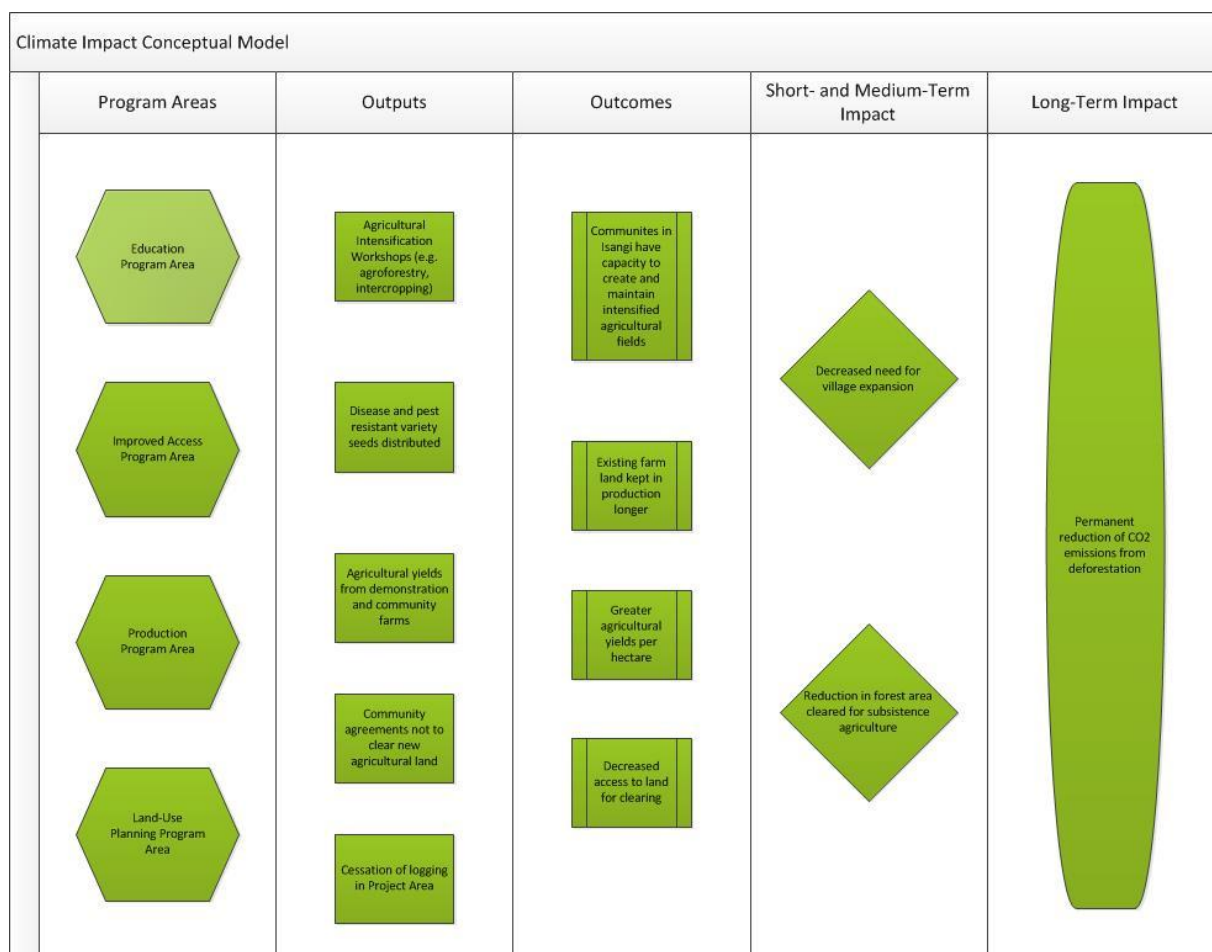 Climate Impact Conceptual Model
Program Areas
Outputs
Outcomes
Short- and Medium-Term
Impact
Long-Term Impact
Education
Program Area
Improved Access
Program Area
Production
Program Area
Land-Use
Planning Program
Area
Agricultural
Intensification
Workshops (e.g.
agroforestry,
intercropping)
Disease and pest
resistant variety
seeds distributed
Agricultural yields
from demonstration
and community
farms
Community
agreements not to
clear new
agricultural land
Cessation of logging
in Project Area
Communites in
Isangi have
capacity to
create and
maintain
intensified
agricultural
fields
Existing farm
land kept in
production
longer
Greater
agricultural
yields per
hectare
Decreased
access to land
for clearing
Decreased need for
village expansion
Reduction in forest area
cleared for subsistence
agriculture
Permanent
reduction of CO2
emissions from
deforestation